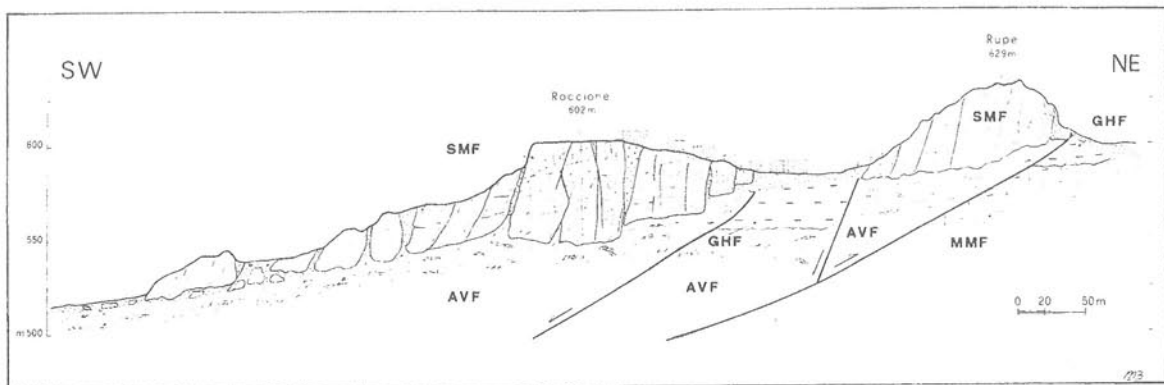 SW
NE
Roccione
602m
Rupe
629m
SMF
SMF
GHF
600
550
m500
GHF
AVF
MMF
AVF
AVF
0 20 50m